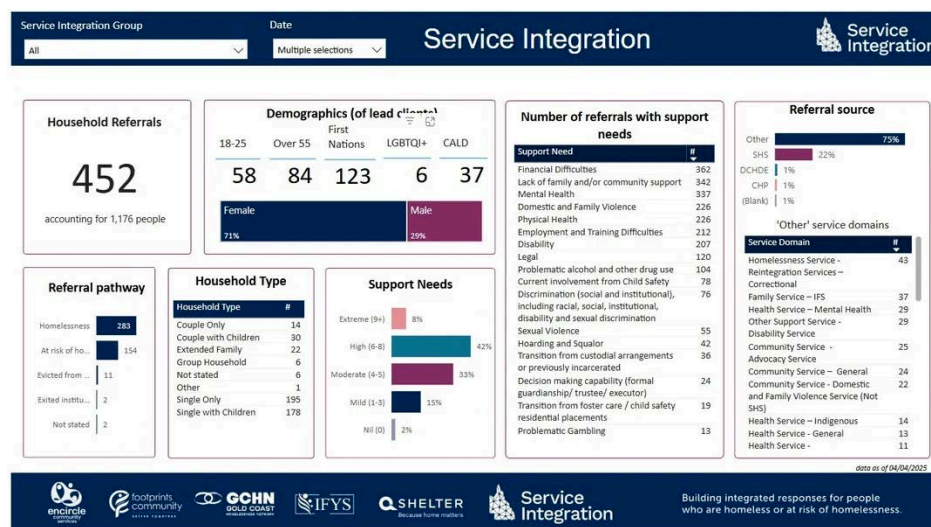 Service Integration Group
All
Date
Multiple selections
Service Integration
Service
Integration
Household Referrals
452
accounting for 1,176 people
Demographics (of lead clients)
18-25
Over 55
First
Nations
LGBTQI+
CALD
58
84
123
6
37
Female
71%
Male
29%
Number of referrals with support
needs
Support Need #
Financial Difficulties 362
Lack of family and/or community support 342
Mental Health 337
Domestic and Family Violence 226
Physical Health 226
Employment and Training Difficulties 212
Disability 207
Legal 120
Problematic alcohol and other drug use 104
Current involvement from Child Safety 78
Discrimination (social and institutional), 76
including racial, social, institutional,
disability and sexual discrimination
Sexual Violence 55
Hoarding and Squalor 42
Transition from custodial arrangements 36
or previously incarcerated
Decision making capability (formal 24
guardianship/ trustee/ executor)
Transition from foster care / child safety 19
residential placements
Problematic Gambling 13
Referral source
Other 75%
SHS 22%
DCHDE 1%
CHP 1%
(Blank) 1%
'Other' service domains
Service Domain #
Homelessness Service - 43
Reintegration Services –
Correctional
Family Service – IFS 37
Health Service – Mental Health 29
Other Support Service - 29
Disability Service
Community Service - 25
Advocacy Service
Community Service – General 24
Community Service - Domestic 22
and Family Violence Service (Not
SHS)
Health Service – Indigenous 14
Health Service - General 13
Health Service - 11
Referral pathway
Homelessness 283
At risk of ho... 154
Evicted from ... 11
Exited institu... 2
Not stated 2
Household Type
Household Type #
Couple Only 14
Couple with Children 30
Extended Family 22
Group Household 6
Not stated 6
Other 1
Single Only 195
Single with Children 178
Support Needs
Extreme (9+) 8%
High (6-8) 42%
Moderate (4-5) 33%
Mild (1-3) 15%
Nil (0) 2%
data as of 04/04/2025
encircle
community
services
footprints
community
GCHN
GOLD COAST
HOMELESSNESS NETWORK
IFYS
Q SHELTER
Because home matters
Service
Integration
Building integrated responses for people
who are homeless or at risk of homelessness.